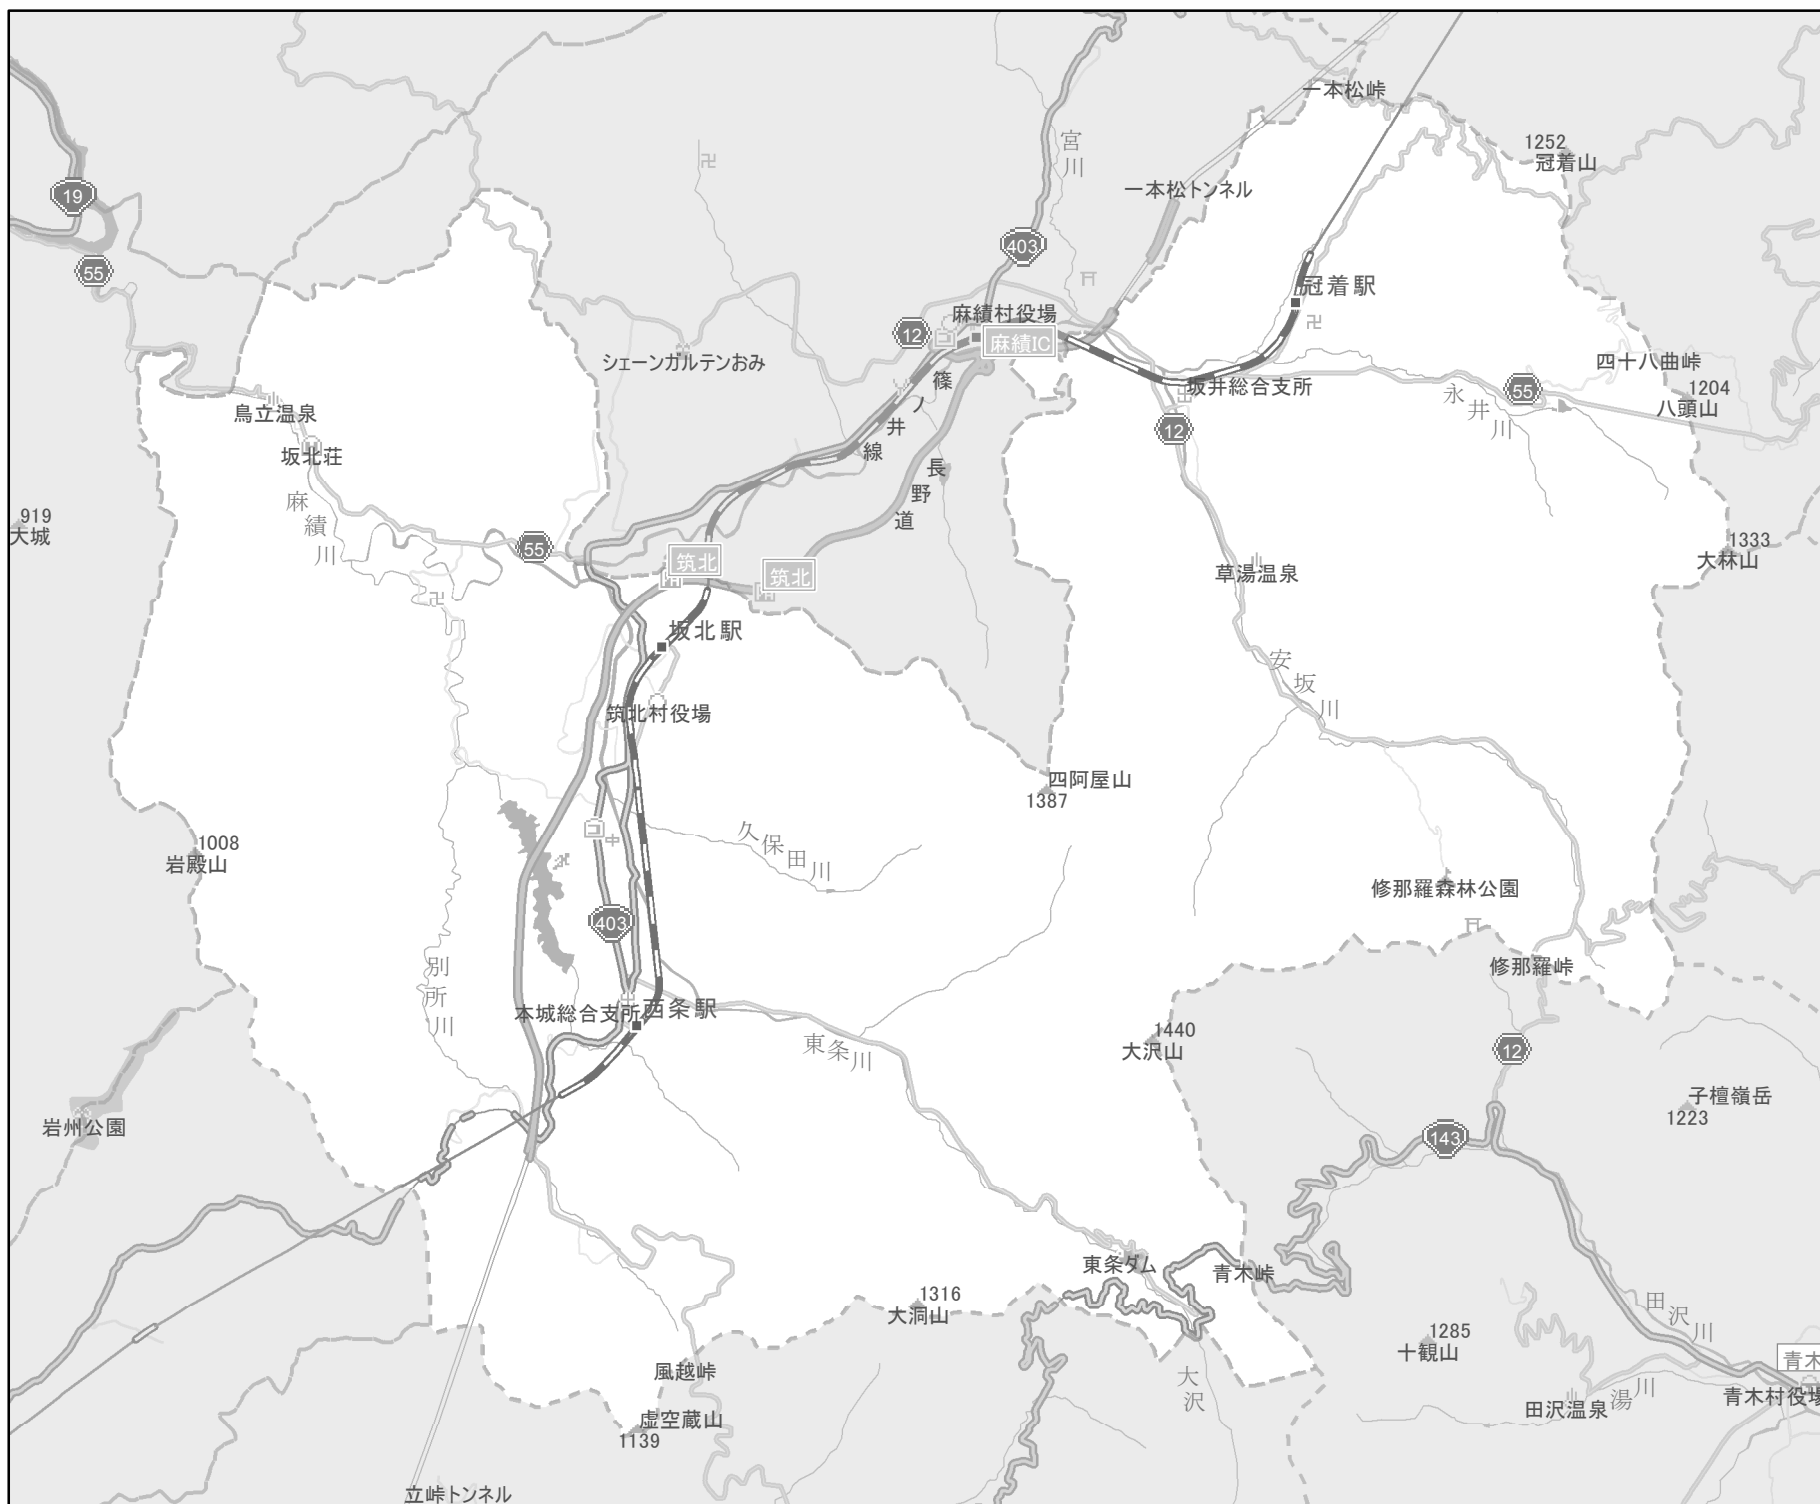 一本松峠
1252
冠着山
宮川
一本松トンネル
19
403
55
冠着駅
麻績村役場
12
麻績IC
シェーンガルテンおみ
篠ノ井線
坂井総合支所
四十八曲峠
1204
八頭山
55
永井川
鳥立温泉
12
坂北荘
長野道
麻績川
919
大城
55
1333
大林山
筑北
筑北
草湯温泉
坂北駅
安坂川
筑北村役場
四阿屋山
1387
久保田川
1008
岩殿山
修那羅森林公園
403
別所川
修那羅峠
本城総合支所
西条駅
1440
大沢山
東条川
12
子檀嶺岳
1223
岩州公園
143
東条ダム
青木峠
1316
大洞山
田沢川
1285
十観山
青木
風越峠
大沢
湯川
田沢温泉
青木村役場
虚空蔵山
1139
立峠トンネル